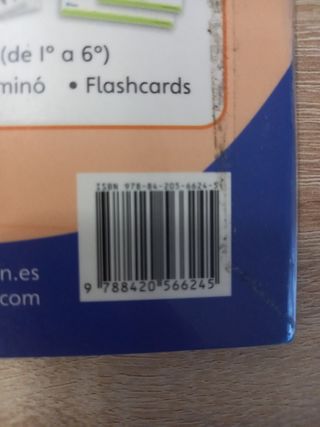 (de 1º a 6º)
minó • Flashcards
ISBN 978-84-205-6624-5
n.es
.com
9 788420 566245